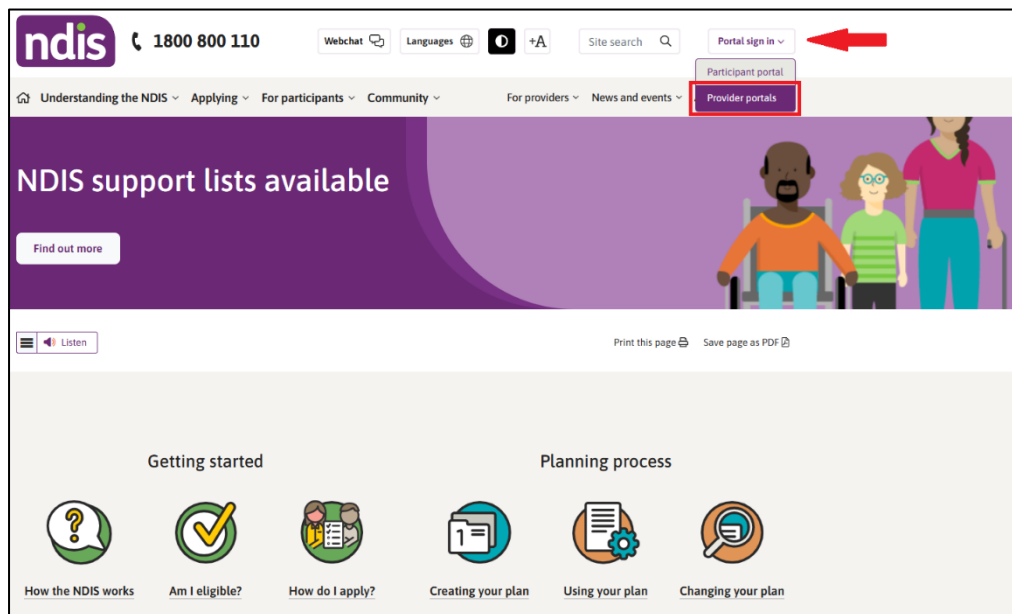 ndis
1800 800 110
Webchat
Languages
+A
Site search
Portal sign in
Participant portal
Provider portals
Understanding the NDIS
Applying
For participants
Community
For providers
News and events
NDIS support lists available
Find out more
Listen
Print this page
Save page as PDF
Getting started
Planning process
?
1
How the NDIS works
Am I eligible?
How do I apply?
Creating your plan
Using your plan
Changing your plan